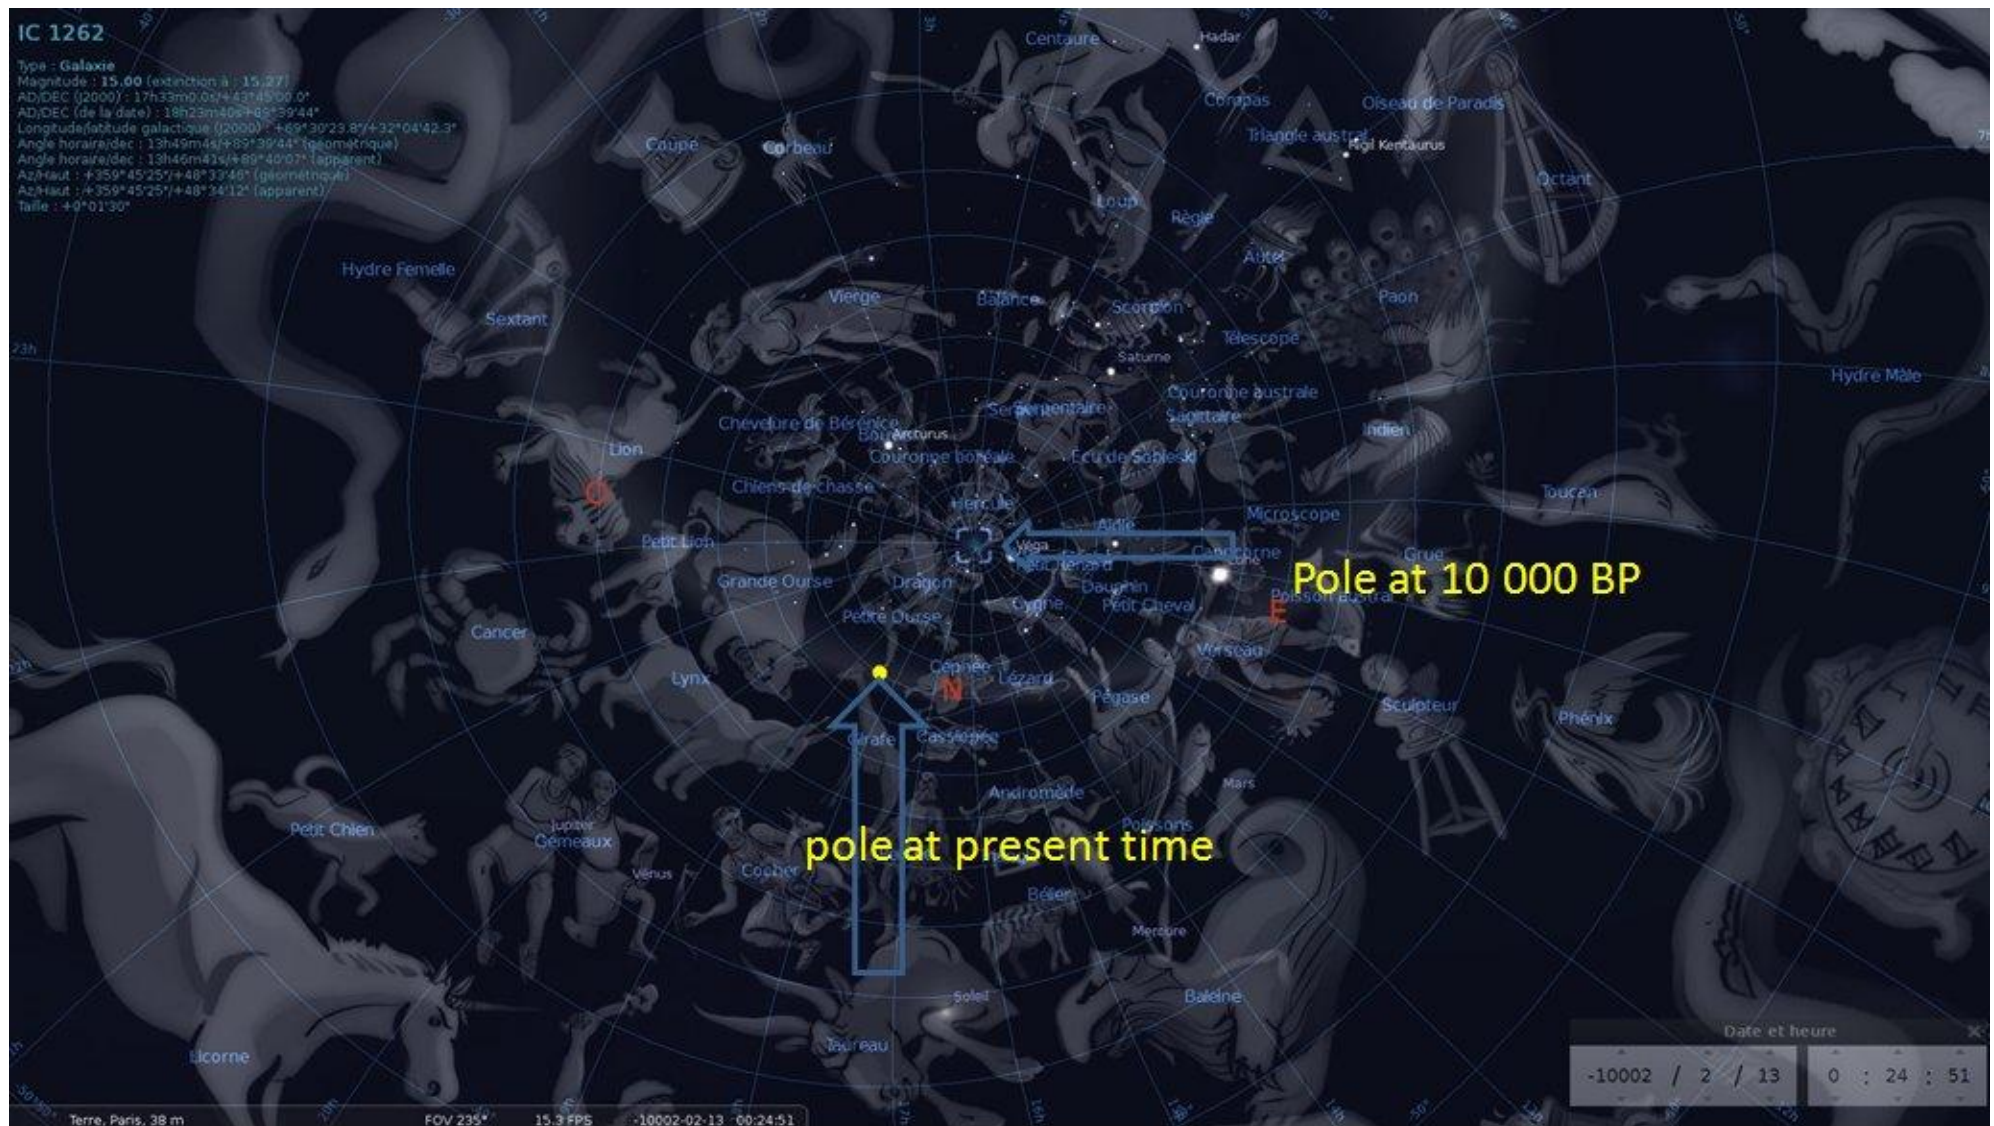 IC 1262
Type : Galaxie
Magnitude : 15.00 (extinction à : 15.27)
AD/DEC (J2000) : 17h33m0.0s/+43°45'00.0"
AD/DEC (de la date) : 18h23m40s+89°39'44"
Longitude/latitude galactique (J2000) : +69°30'23.8"/+32°04'42.3"
Angle horaire/dec : 13h49m4s/+89°39'44" (géométrique)
Angle horaire/dec : 13h46m41s/+89°40'07" (apparent)
Az/Haut : +359°45'25"/+48°33'46" (géométrique)
Az/Haut : +359°45'25"/+48°34'12" (apparent)
Taille : +0°01'30"
3h
Centaure
Hadar
Compas
Oiseau de Paradis
Triangle austral
Rigil Kentaurus
7h
Coupe
Corbeau
Octant
Loup
Règle
Autel
Hydre Femelle
Vierge
Balance
Scorpion
Paon
Sextant
Télescope
23h
Saturne
Hydre Mâle
Couronne australe
Serpentaire
Sagittaire
Chevelure de Bérénice
Arcturus
Indien
Lion
Couronne boréale
Ecu de Sobieski
O
Chiens de chasse
Toucan
Hercule
Microscope
Aigle
Petit Lion
Véga
Capricorne
Grue
Pole at 10 000 BP
Grande Ourse
Dragon
Dauphin
Poisson austral
Cygne
Petit Cheval
E
Petite Ourse
Cancer
Verseau
22h
Céphée
Lézard
Lynx
N
Pégase
Sculpteur
Phénix
Girafe
Cassiopée
Mars
Andromède
Petit Chien
Jupiter
Gémeaux
Poissons
pole at present time
Vénus
Cocher
Bélier
Mercure
Soleil
Baleine
Taureau
Licorne
Date et heure
-10002 / 2 / 13 0 : 24 : 51
Terre, Paris, 38 m FOV 235° 15.3 FPS -10002-02-13 00:24:51